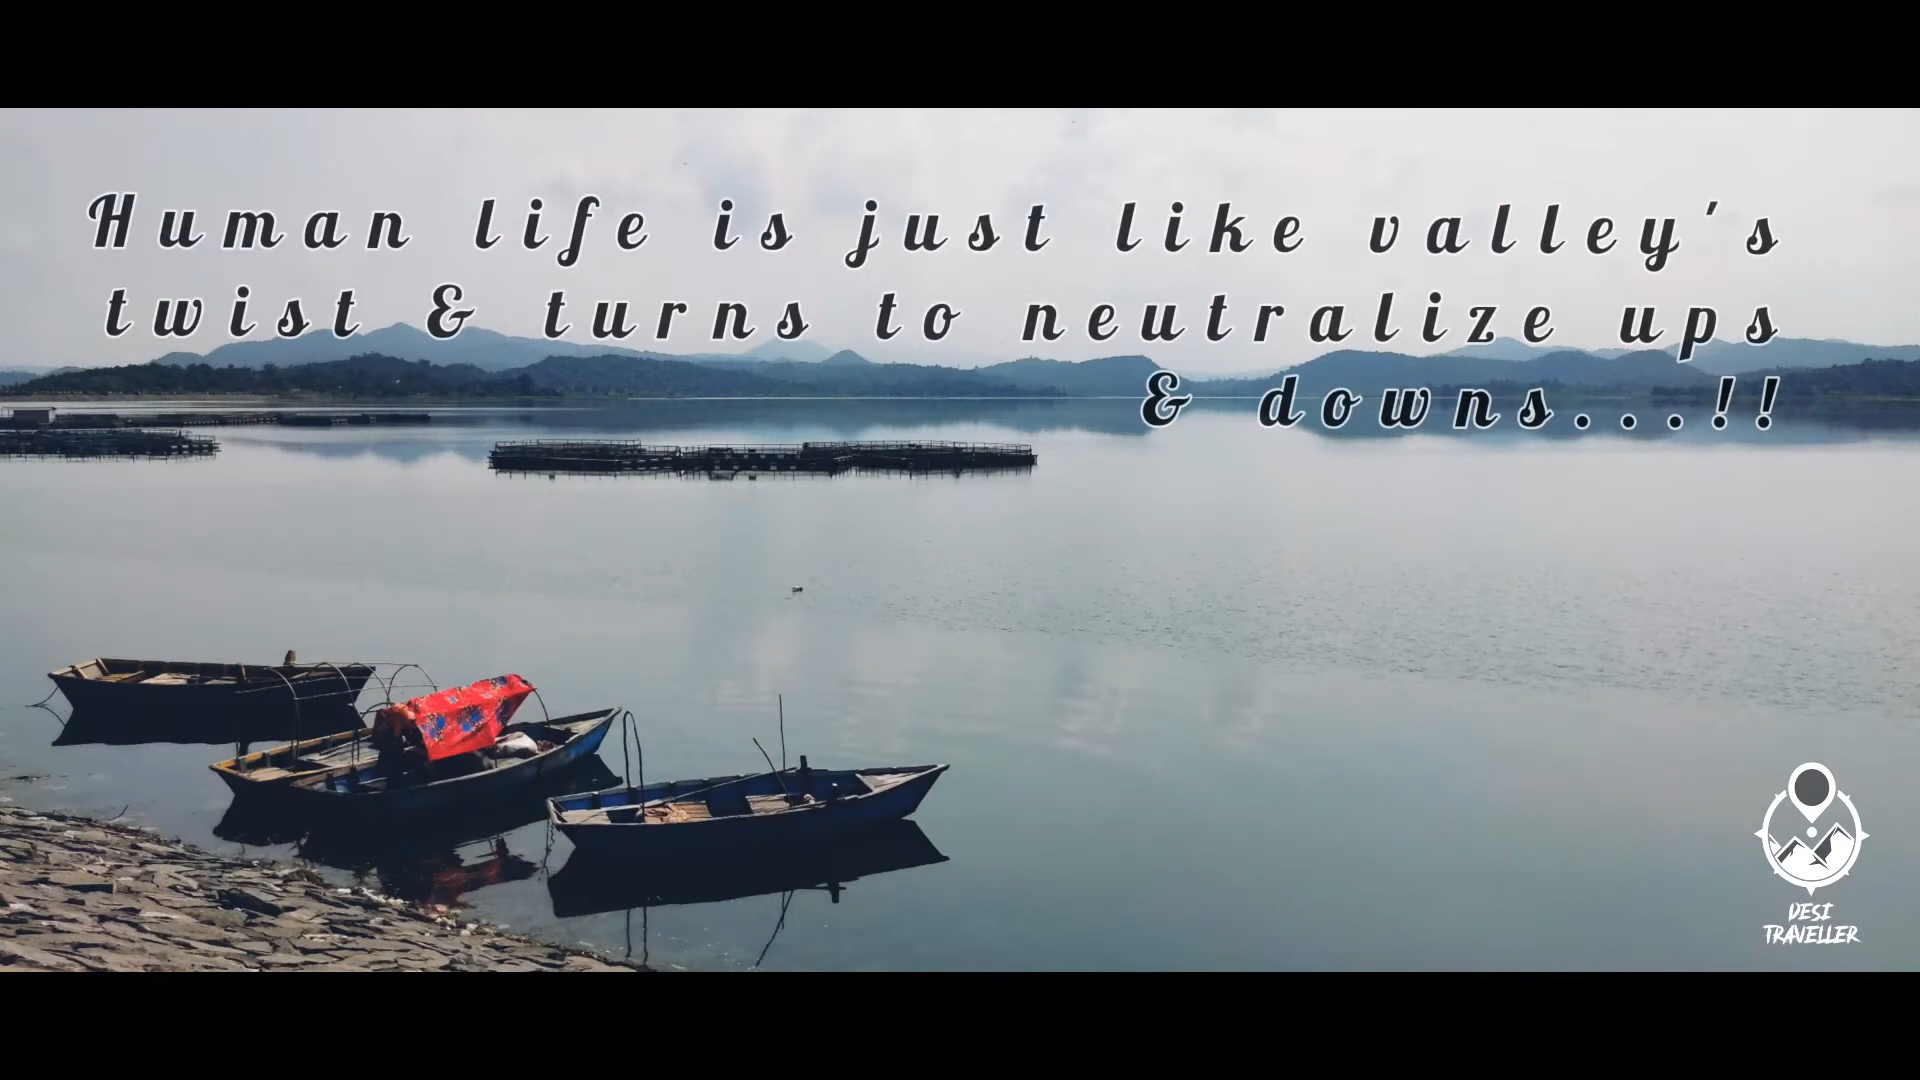 Human life is just like valley's
twist & turns to neutralize ups
& downs...!!
DESI
TRAVELLER